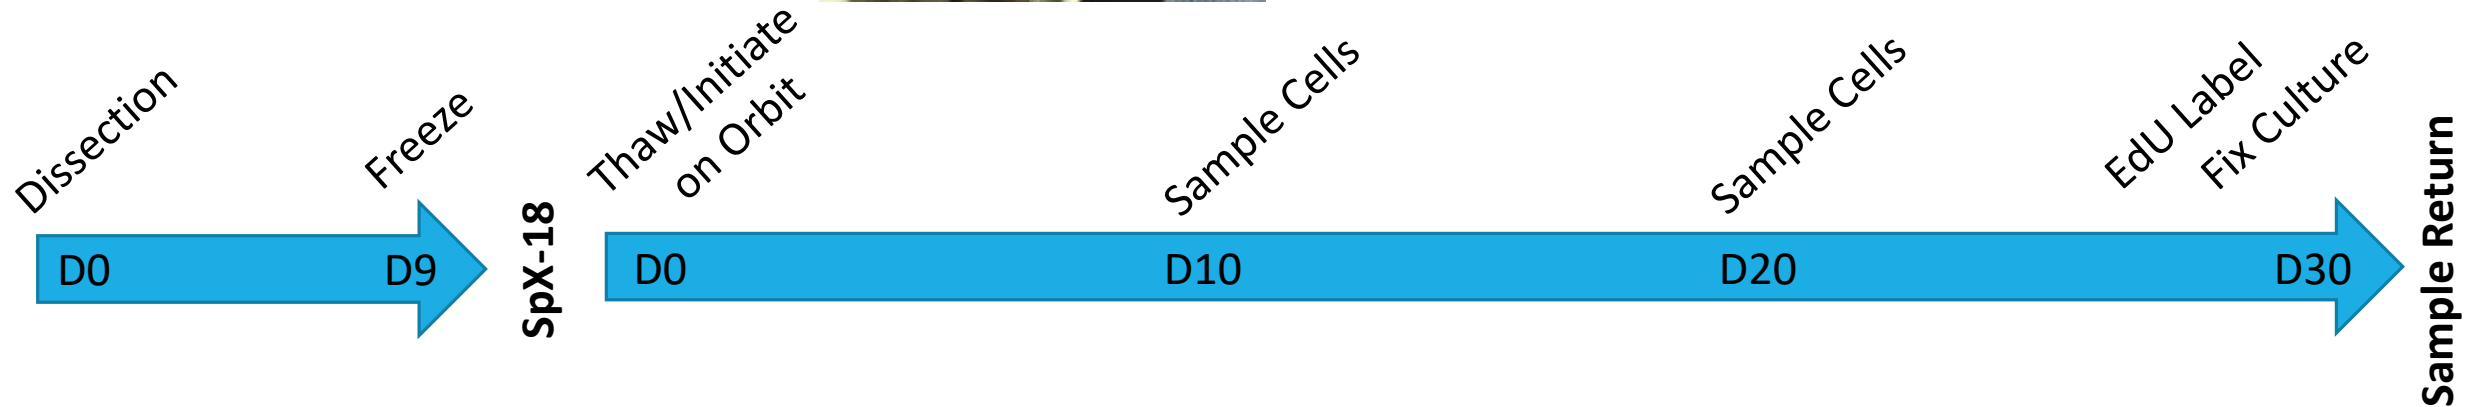 Dissection
Freeze
SpX-18
Thaw/Initiate
on Orbit
Sample Cells
Sample Cells
EdU Label
Fix Culture
Sample Return
D0
D9
D0
D10
D20
D30